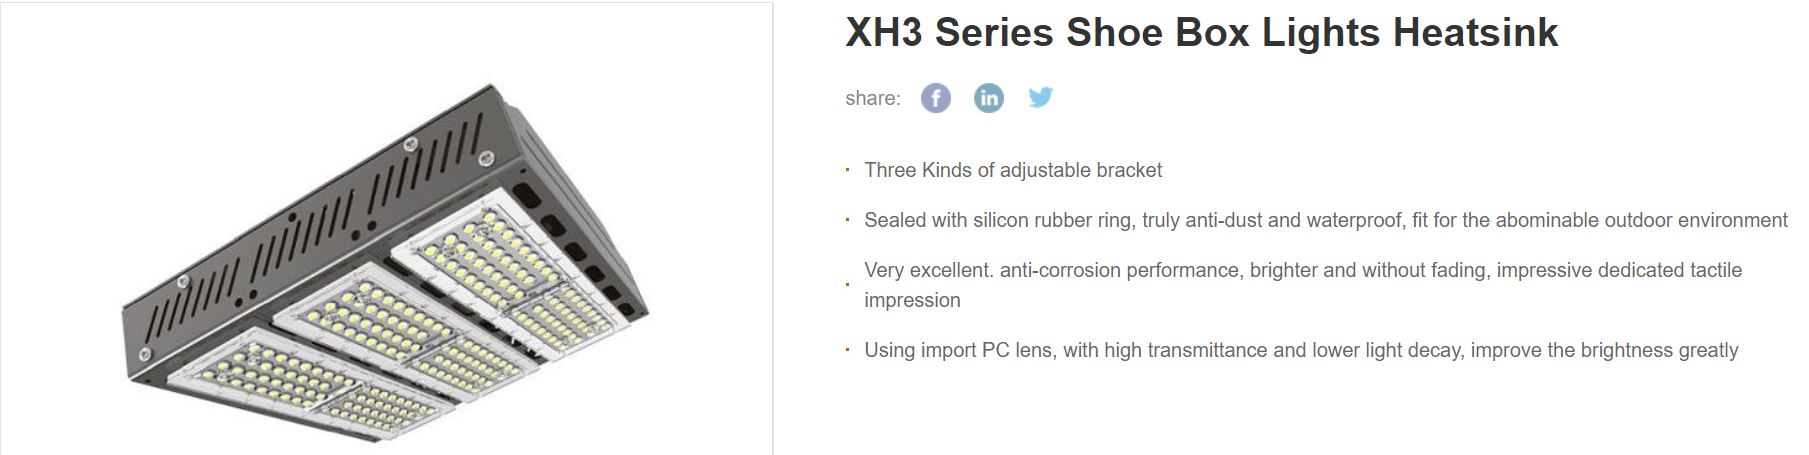 XH3 Series Shoe Box Lights Heatsink
share:
Three Kinds of adjustable bracket
Sealed with silicon rubber ring, truly anti-dust and waterproof, fit for the abominable outdoor environment
Very excellent. anti-corrosion performance, brighter and without fading, impressive dedicated tactile
impression
Using import PC lens, with high transmittance and lower light decay, improve the brightness greatly